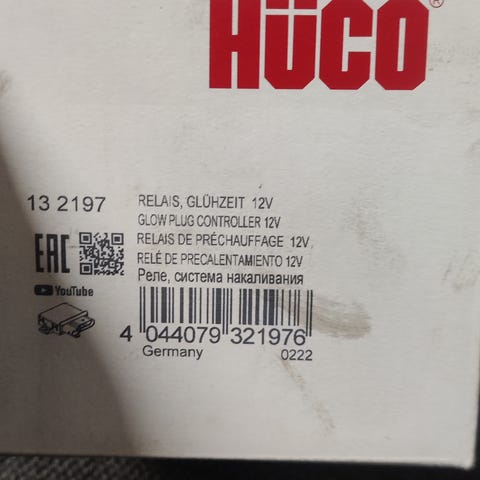 HÜCO®
13 2197
RELAIS, GLÜHZEIT 12V
GLOW PLUG CONTROLLER 12V
RELAIS DE PRÉCHAUFFAGE 12V
RELÉ DE PRECALENTAMIENTO 12V
Реле, система накаливания
EAC
YouTube
4 044079 321976
Germany 0222